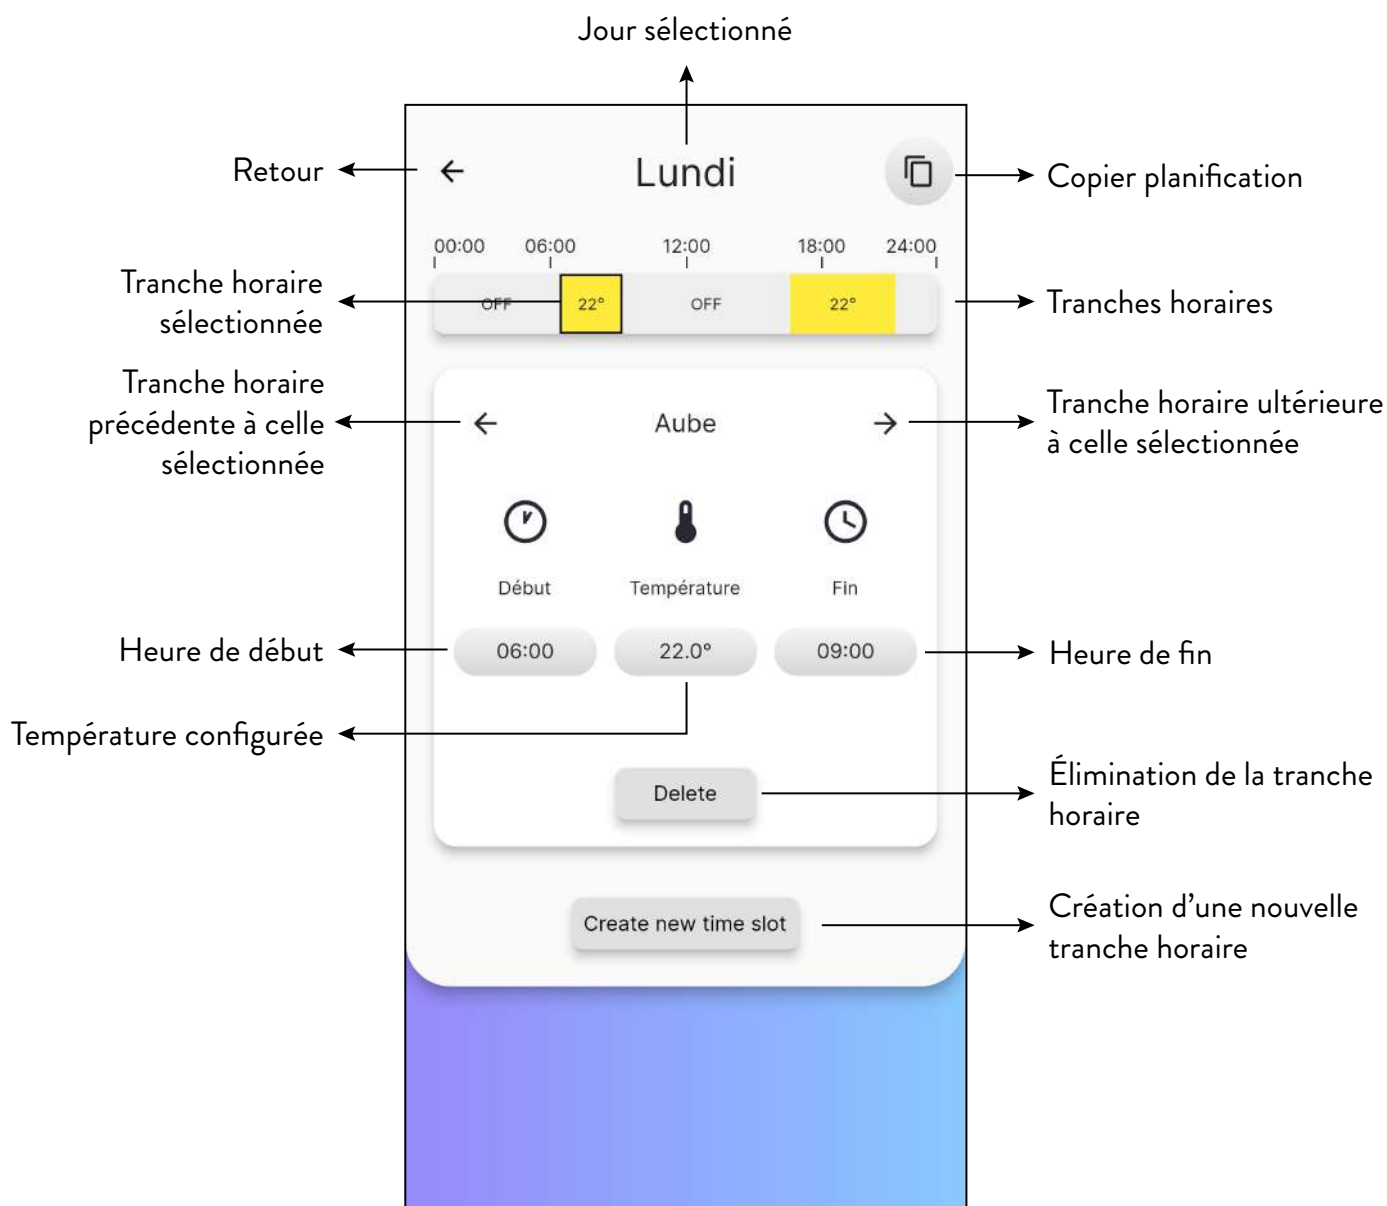 Jour sélectionné
Retour
Lundi
Copier planification
00:00 06:00 12:00 18:00 24:00
Tranche horaire
sélectionnée
OFF 22° OFF 22°
Tranches horaires
Tranche horaire
précédente à celle
sélectionnée
Aube
Tranche horaire ultérieure
à celle sélectionnée
Début Température Fin
Heure de début
06:00 22.0° 09:00
Heure de fin
Température configurée
Delete
Élimination de la tranche
horaire
Create new time slot
Création d'une nouvelle
tranche horaire